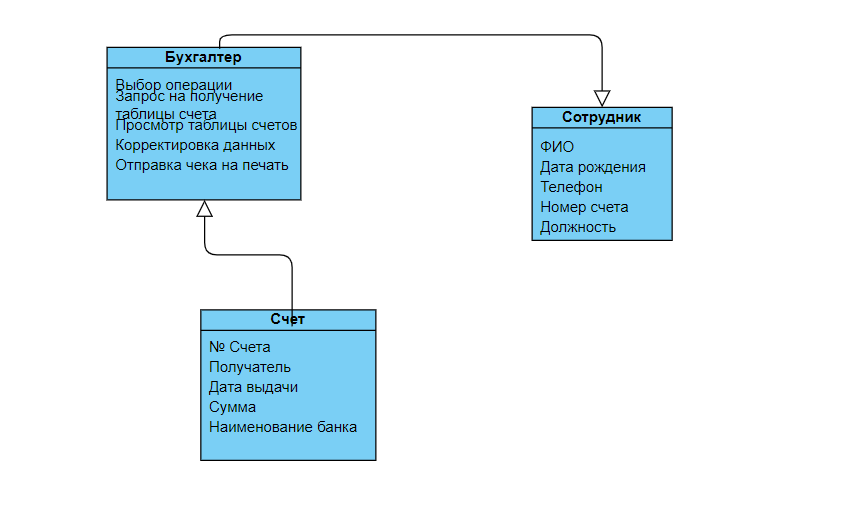 Бухгалтер
Выбор операции
Запрос на получение
таблицы счета
Просмотр таблицы счетов
Корректировка данных
Отправка чека на печать
Сотрудник
ФИО
Дата рождения
Телефон
Номер счета
Должность
Счет
№ Счета
Получатель
Дата выдачи
Сумма
Наименование банка